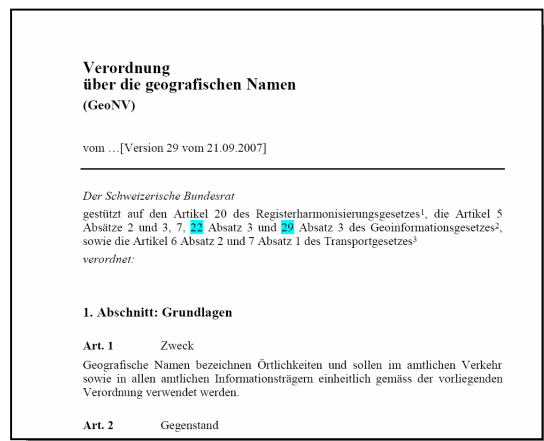 Verordnung
über die geografischen Namen
(GeoNV)
vom …[Version 29 vom 21.09.2007]
Der Schweizerische Bundesrat
gestützt auf den Artikel 20 des Registerharmonisierungsgesetzes¹, die Artikel 5
Absätze 2 und 3, 7, 22 Absatz 3 und 29 Absatz 3 des Geoinformationsgesetzes²,
sowie die Artikel 6 Absatz 2 und 7 Absatz 1 des Transportgesetzes³
verordnet:
1. Abschnitt: Grundlagen
Art. 1 Zweck
Geografische Namen bezeichnen Örtlichkeiten und sollen im amtlichen Verkehr
sowie in allen amtlichen Informationsträgern einheitlich gemäss der vorliegenden
Verordnung verwendet werden.
Art. 2 Gegenstand